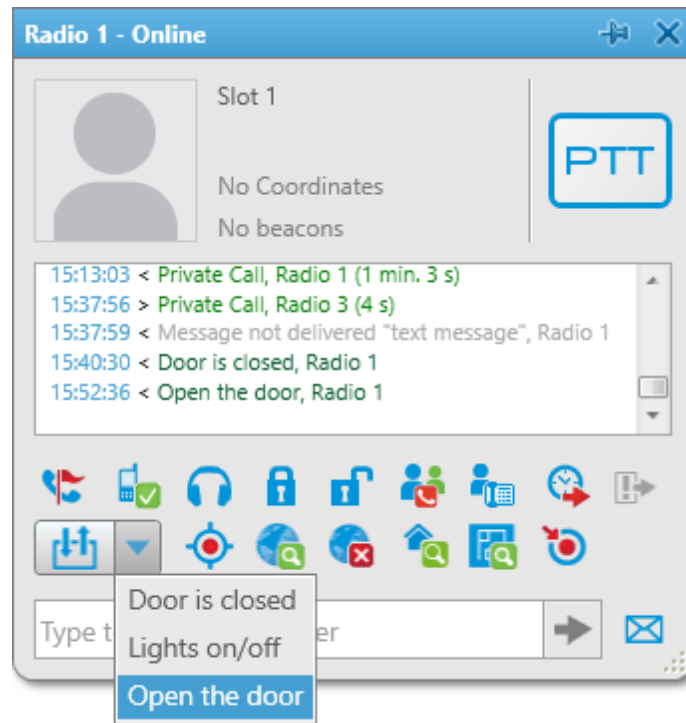 Radio 1 - Online
Slot 1
No Coordinates
No beacons
PTT
15:13:03 < Private Call, Radio 1 (1 min. 3 s)
15:37:56 > Private Call, Radio 3 (4 s)
15:37:59 < Message not delivered "text message", Radio 1
15:40:30 < Door is closed, Radio 1
15:52:36 < Open the door, Radio 1
Door is closed
Type t er
Lights on/off
Open the door